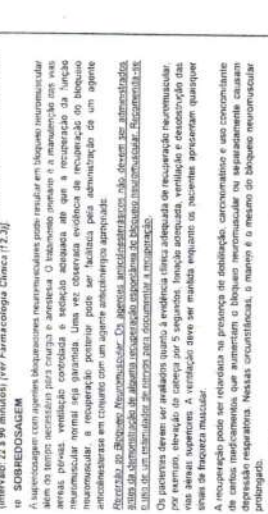 (intervalo: 22 a 90 minutos) [ver Farmacologia Clínica (12.3)]
10 SOBREDOSAGEM
A superdosagem com agentes bloqueadores neuromusculares pode resultar em bloqueio neuromuscular
além do tempo necessário para cirurgia e anestesia. O tratamento primário é a manutenção das vias
aéreas pérvias, ventilação controlada e sedação adequada até que a recuperação da função
neuromuscular normal seja garantida. Uma vez observada evidência de recuperação do bloqueio
neuromuscular, a recuperação posterior pode ser facilitada pela administração de um agente
anticolinesterase em conjunto com um agente anticolinérgico apropriado.
Reversão do Bloqueio Neuromuscular: Os agentes anticolinesterásicos não devem ser administrados
antes da demonstração de alguma recuperação espontânea do bloqueio neuromuscular. Recomenda-se
o uso de um estimulador de nervo para documentar a recuperação.
Os pacientes devem ser avaliados quanto à evidência clínica adequada de recuperação neuromuscular,
por exemplo, elevação da cabeça por 5 segundos, fonação adequada, ventilação e desobstrução das
vias aéreas superiores. A ventilação deve ser mantida enquanto os pacientes apresentam quaisquer
sinais de fraqueza muscular.
A recuperação pode ser retardada na presença de debilitação, carcinomatose e uso concomitante
de certos medicamentos que aumentam o bloqueio neuromuscular ou separadamente causam
depressão respiratória. Nessas circunstâncias, o manejo é o mesmo do bloqueio neuromuscular
prolongado.